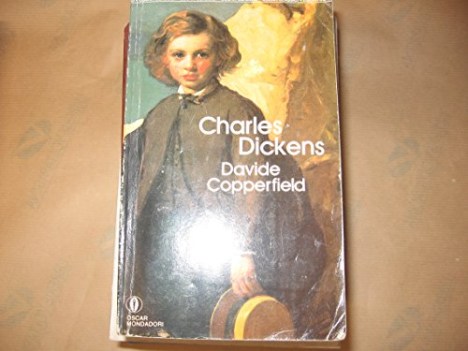 Charles
Dickens
Davide
Copperfield
OSCAR
MONDADORI